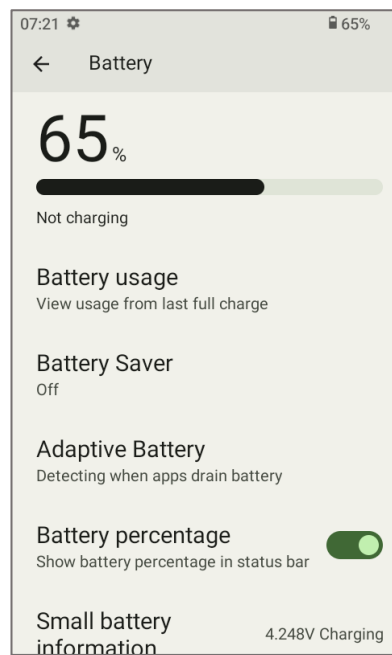 07:21 65%
Battery
65%
Not charging
Battery usage
View usage from last full charge
Battery Saver
Off
Adaptive Battery
Detecting when apps drain battery
Battery percentage
Show battery percentage in status bar
Small battery
information
4.248V Charging